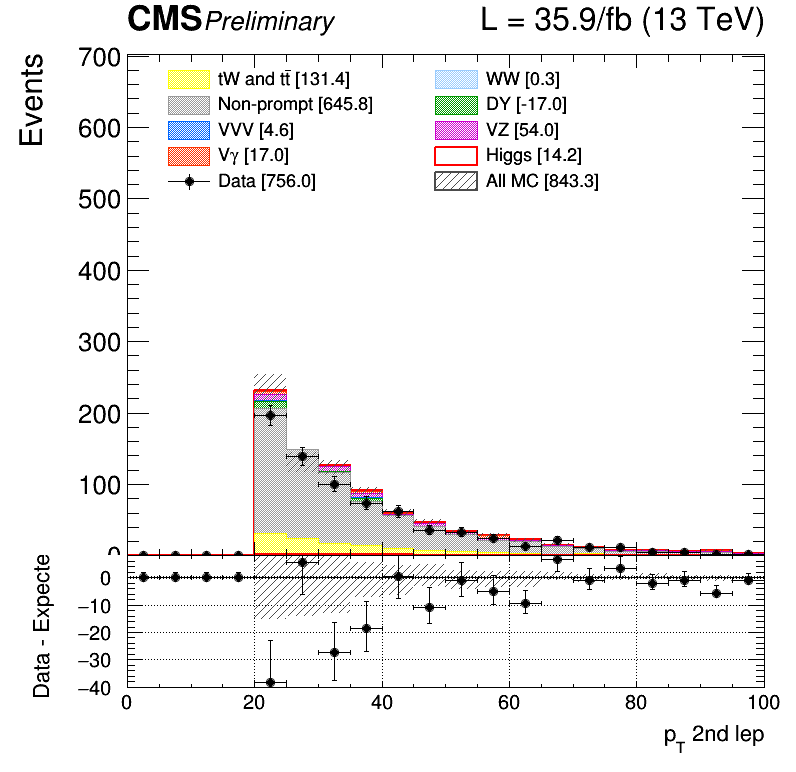 CMS Preliminary L = 35.9/fb (13 TeV)
Events
700
600
500
400
300
200
100
0
tW and tt̄ [131.4]
Non-prompt [645.8]
VVV [4.6]
Vγ [17.0]
Data [756.0]
WW [0.3]
DY [-17.0]
VZ [54.0]
Higgs [14.2]
All MC [843.3]
Data - Expecte
0
−10
−20
−30
−40
0 20 40 60 80 100
pT 2nd lep